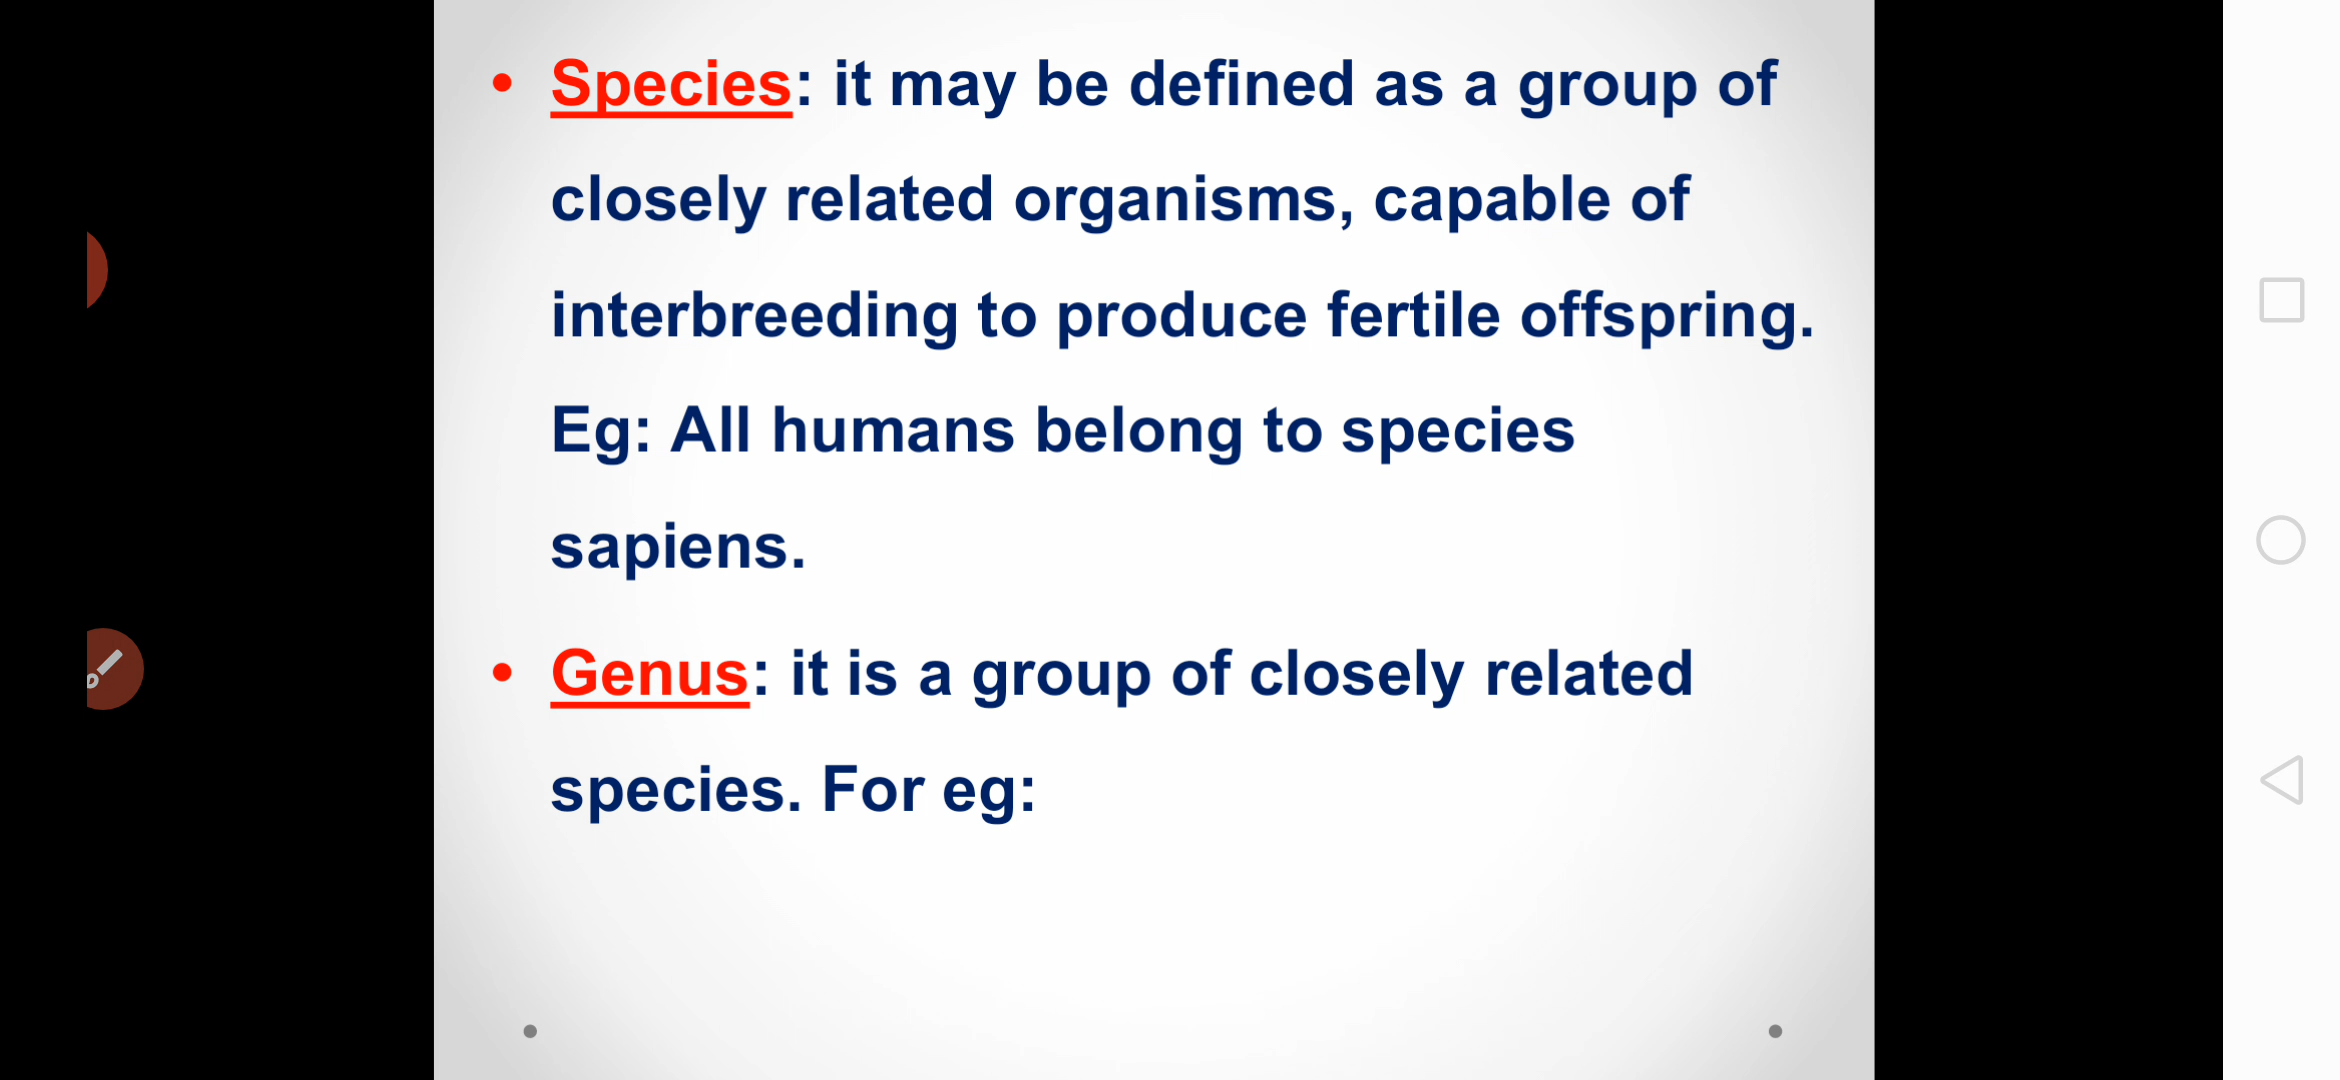 • Species: it may be defined as a group of
closely related organisms, capable of
interbreeding to produce fertile offspring.
Eg: All humans belong to species
sapiens.
• Genus: it is a group of closely related
species. For eg: